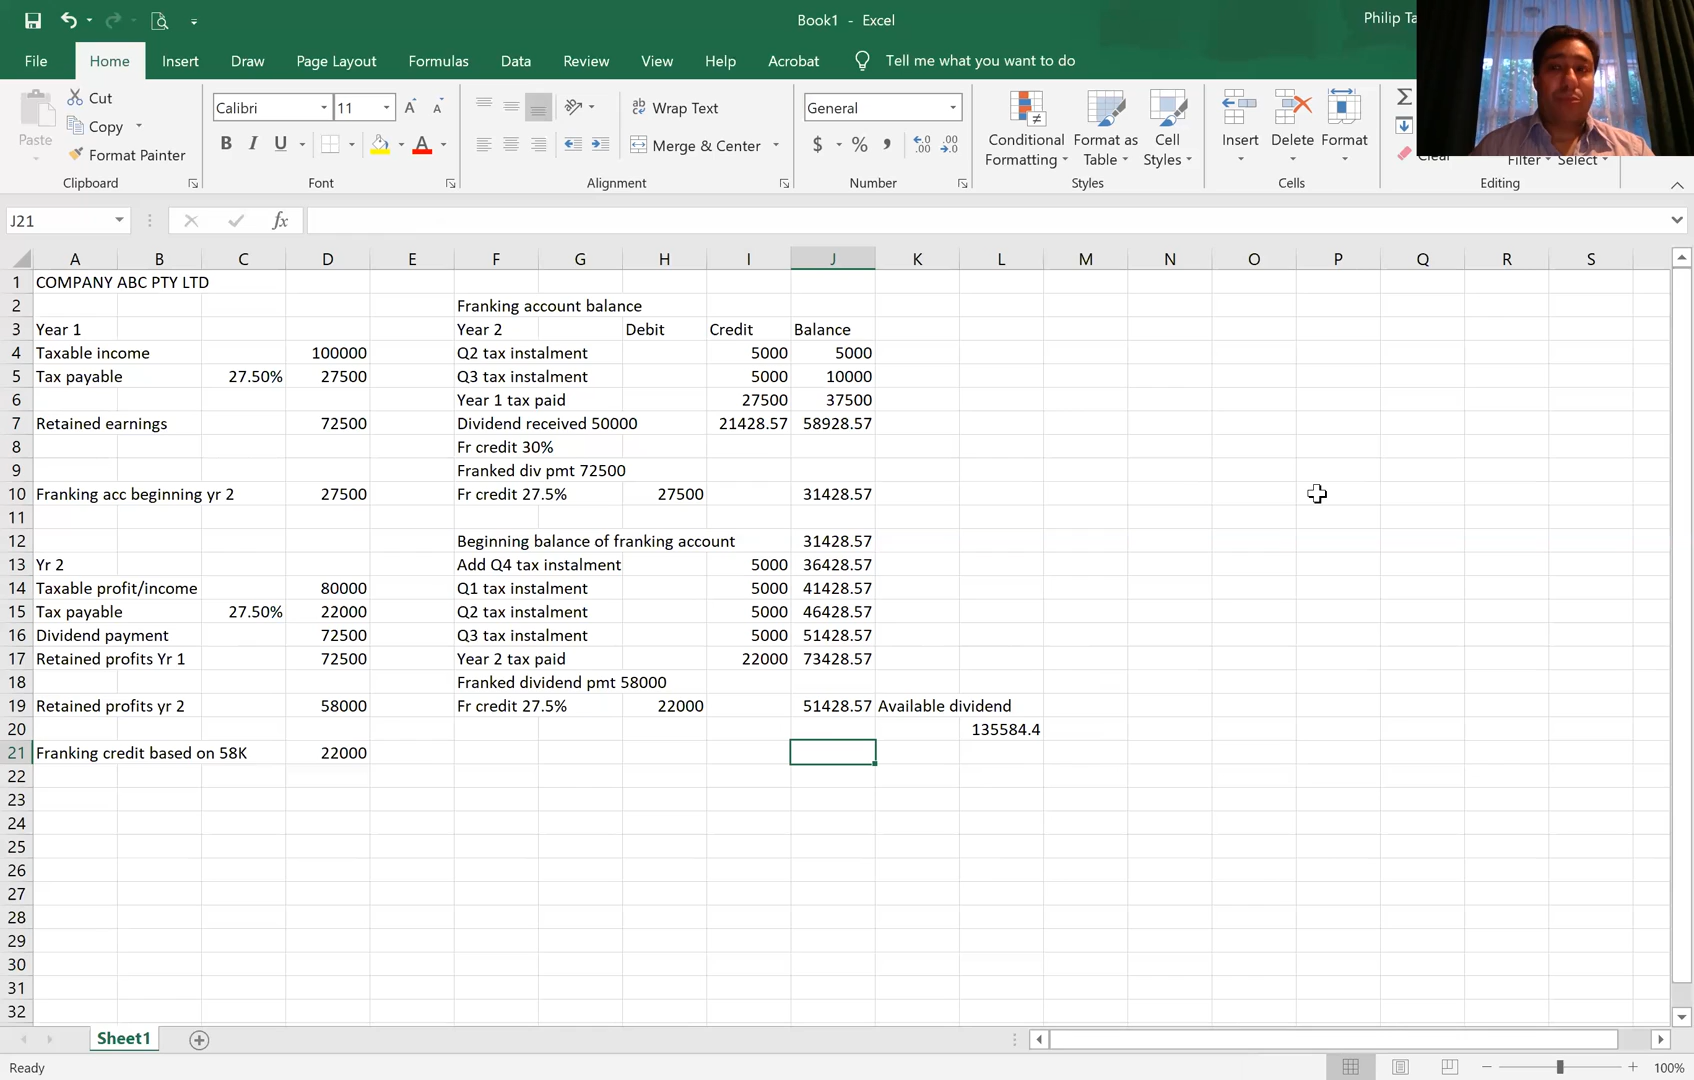 Book1 - Excel
Philip Ta
File Home Insert Draw Page Layout Formulas Data Review View Help Acrobat Tell me what you want to do
Paste
Cut
Copy
Format Painter
Clipboard
Calibri 11
B I U
Font
Wrap Text
Merge & Center
Alignment
General
$ % ,
Number
Conditional Formatting
Format as Table
Cell Styles
Styles
Insert Delete Format
Cells
Clear
Filter Select
Editing
J21 fx
A B C D E F G H I J K L M N O P Q R S
1 COMPANY ABC PTY LTD
2 Franking account balance
3 Year 1 Year 2 Debit Credit Balance
4 Taxable income 100000 Q2 tax instalment 5000 5000
5 Tax payable 27.50% 27500 Q3 tax instalment 5000 10000
6 Year 1 tax paid 27500 37500
7 Retained earnings 72500 Dividend received 50000 21428.57 58928.57
8 Fr credit 30%
9 Franked div pmt 72500
10 Franking acc beginning yr 2 27500 Fr credit 27.5% 27500 31428.57
11
12 Beginning balance of franking account 31428.57
13 Yr 2 Add Q4 tax instalment 5000 36428.57
14 Taxable profit/income 80000 Q1 tax instalment 5000 41428.57
15 Tax payable 27.50% 22000 Q2 tax instalment 5000 46428.57
16 Dividend payment 72500 Q3 tax instalment 5000 51428.57
17 Retained profits Yr 1 72500 Year 2 tax paid 22000 73428.57
18 Franked dividend pmt 58000
19 Retained profits yr 2 58000 Fr credit 27.5% 22000 51428.57 Available dividend
20 135584.4
21 Franking credit based on 58K 22000
22
23
24
25
26
27
28
29
30
31
32
Sheet1
Ready
100%